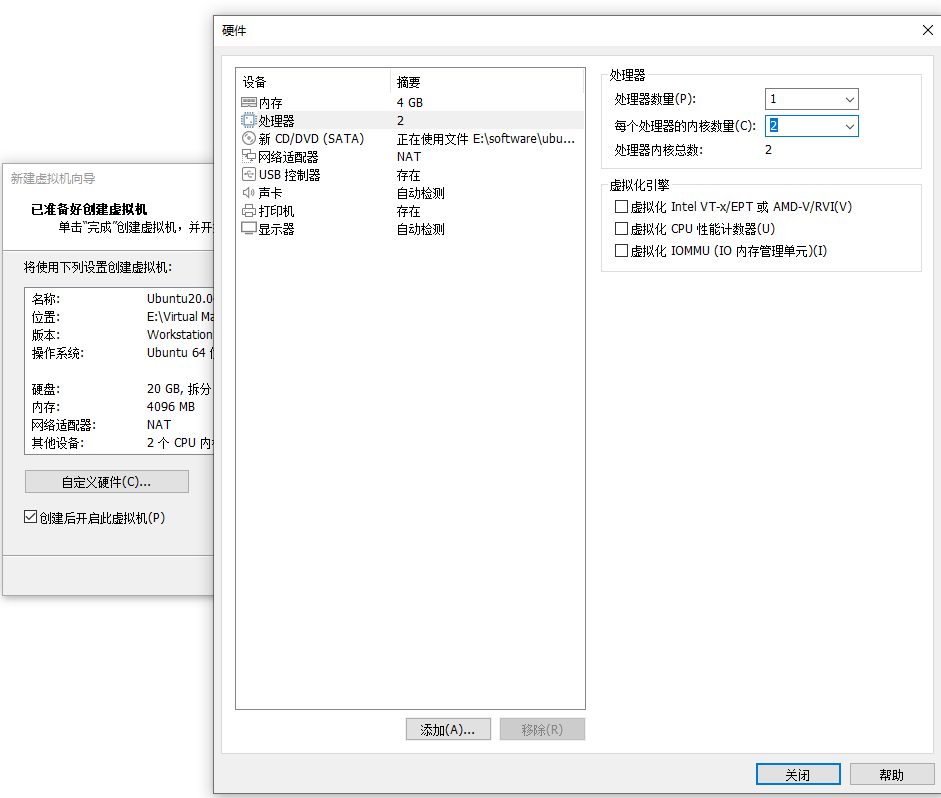 硬件
设备 摘要
内存 4 GB
处理器 2
新 CD/DVD (SATA) 正在使用文件 E:\software\ubu...
网络适配器 NAT
USB 控制器 存在
声卡 自动检测
打印机 存在
显示器 自动检测
添加(A)... 移除(R)
处理器
处理器数量(P): 1
每个处理器的内核数量(C): 2
处理器内核总数: 2
虚拟化引擎
虚拟化 Intel VT-x/EPT 或 AMD-V/RVI(V)
虚拟化 CPU 性能计数器(U)
虚拟化 IOMMU (IO 内存管理单元)(I)
关闭 帮助
新建虚拟机向导
已准备好创建虚拟机
单击“完成”创建虚拟机，并开
将使用下列设置创建虚拟机:
名称: Ubuntu20.0
位置: E:\Virtual Ma
版本: Workstation
操作系统: Ubuntu 64
硬盘: 20 GB, 拆分
内存: 4096 MB
网络适配器: NAT
其他设备: 2 个 CPU 内
自定义硬件(C)...
创建后开启此虚拟机(P)